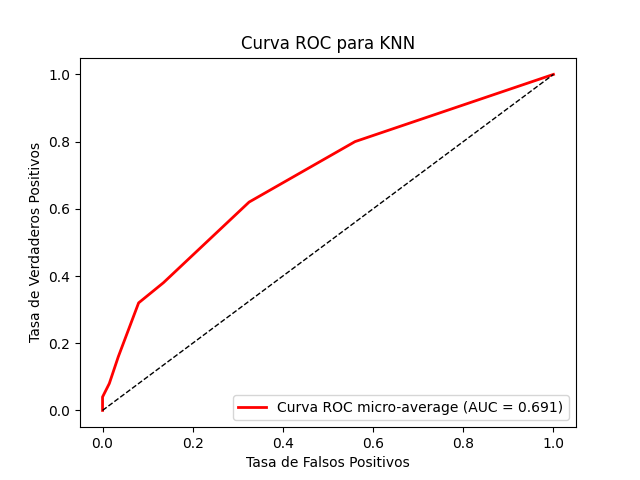 Curva ROC para KNN
1.0
0.8
0.6
0.4
0.2
0.0
Tasa de Verdaderos Positivos
Curva ROC micro-average (AUC = 0.691)
0.0 0.2 0.4 0.6 0.8 1.0
Tasa de Falsos Positivos